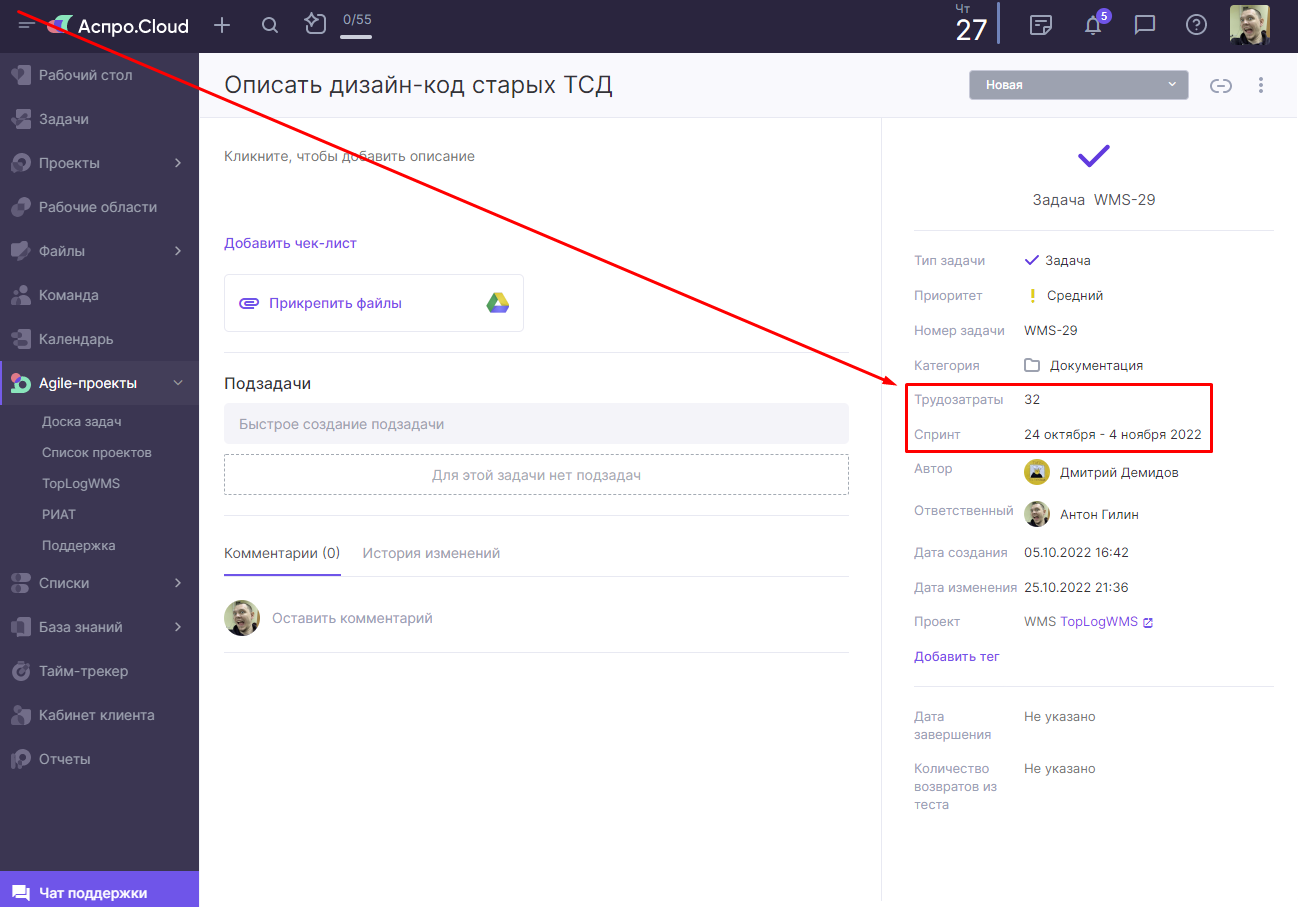 Аспро.Cloud
0/55
Чт
27
5
Рабочий стол
Задачи
Проекты
Рабочие области
Файлы
Команда
Календарь
Agile-проекты
Доска задач
Список проектов
TopLogWMS
РИАТ
Поддержка
Списки
База знаний
Тайм-трекер
Кабинет клиента
Отчеты
Чат поддержки
Описать дизайн-код старых ТСД
Новая
Кликните, чтобы добавить описание
Добавить чек-лист
Прикрепить файлы
Подзадачи
Быстрое создание подзадачи
Для этой задачи нет подзадач
Комментарии (0) История изменений
Оставить комментарий
Задача WMS-29
Тип задачи Задача
Приоритет Средний
Номер задачи WMS-29
Категория Документация
Трудозатраты 32
Спринт 24 октября - 4 ноября 2022
Автор Дмитрий Демидов
Ответственный Антон Гилин
Дата создания 05.10.2022 16:42
Дата изменения 25.10.2022 21:36
Проект WMS TopLogWMS
Добавить тег
Дата Не указано
завершения
Количество Не указано
возвратов из
теста